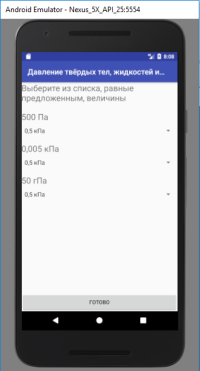 Android Emulator - Nexus_5X_API_25:5554
8:08
Давление твёрдых тел, жидкостей и...
Выберите из списка, равные
предложенным, величины
500 Па
0,5 кПа
0,005 кПа
0,5 кПа
50 гПа
0,5 кПа
ГОТОВО